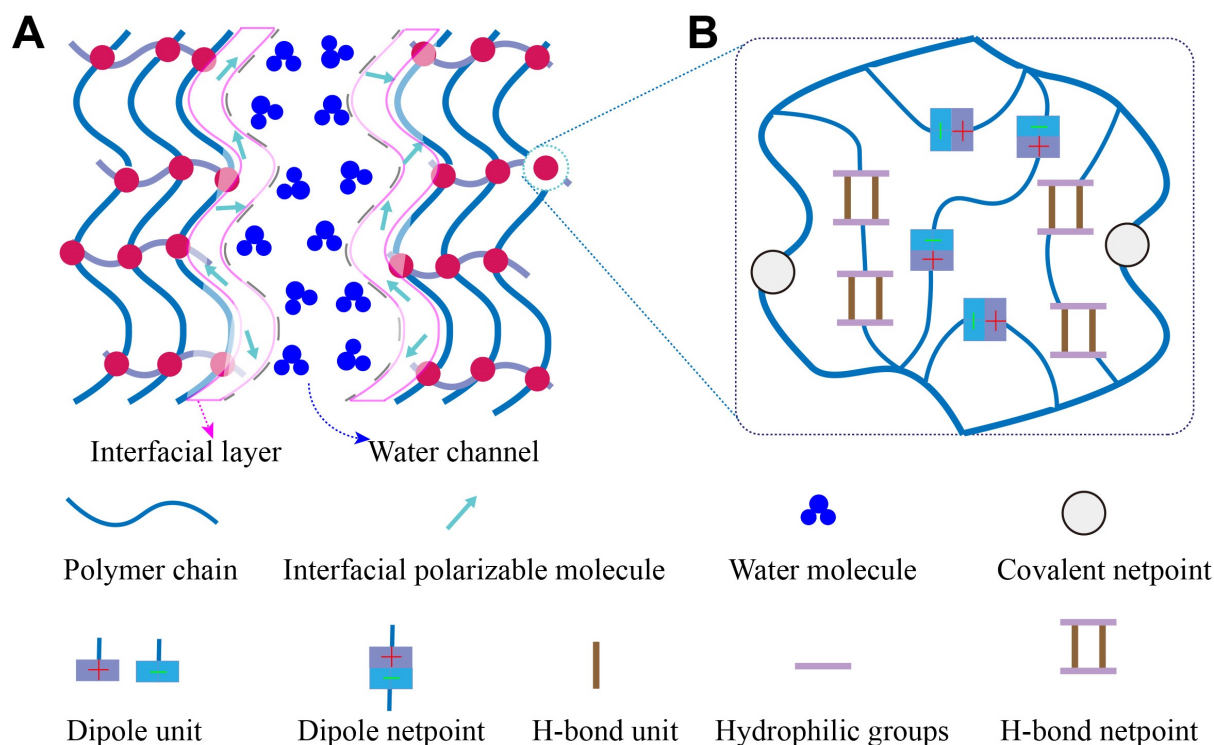 A B
Interfacial layer Water channel
Polymer chain Interfacial polarizable molecule Water molecule Covalent netpoint
Dipole unit Dipole netpoint H-bond unit Hydrophilic groups H-bond netpoint